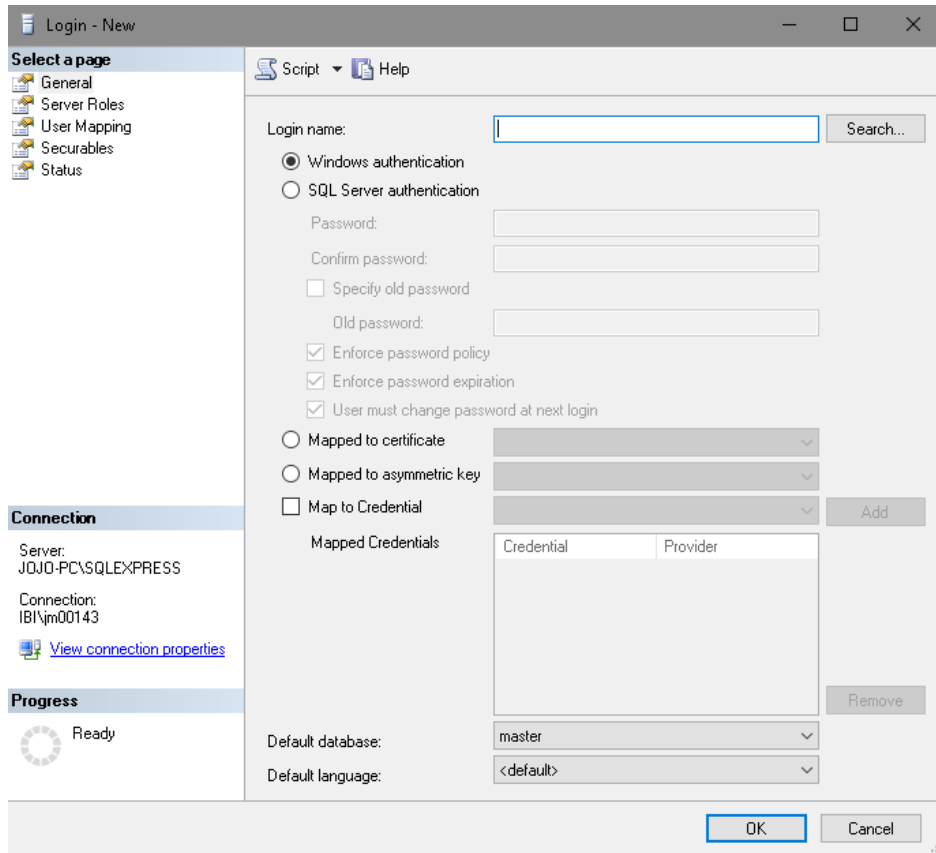 Login - New
Select a page
General
Server Roles
User Mapping
Securables
Status
Connection
Server:
JOJO-PC\SQLEXPRESS
Connection:
IBI\jm00143
View connection properties
Progress
Ready
Script Help
Login name: Search...
Windows authentication
SQL Server authentication
Password:
Confirm password:
Specify old password
Old password:
Enforce password policy
Enforce password expiration
User must change password at next login
Mapped to certificate
Mapped to asymmetric key
Map to Credential Add
Mapped Credentials Credential Provider
Remove
Default database: master
Default language: <default>
OK Cancel